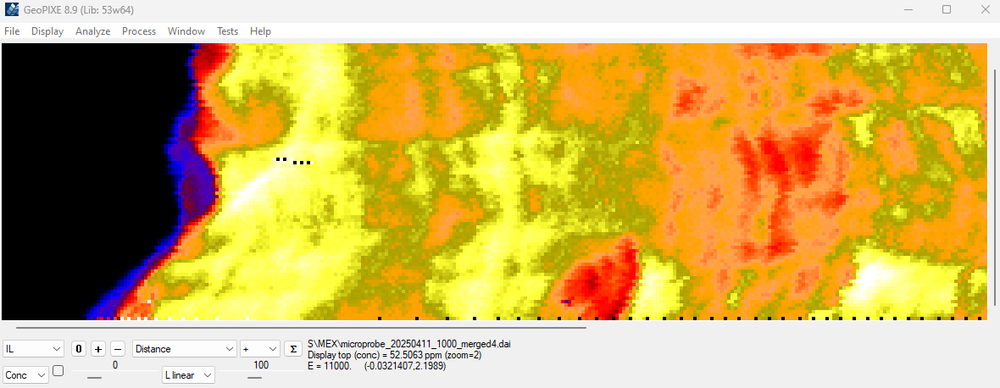 GeoPIXE 8.9 (Lib: 53w64)
File Display Analyze Process Window Tests Help
IL 0 + − Distance + Σ
S\MEX\microprobe_20250411_1000_merged4.dai
Display top (conc) = 52.5063 ppm (zoom=2)
0 100
E = 11000. (-0.0321407,2.1989)
Conc L linear